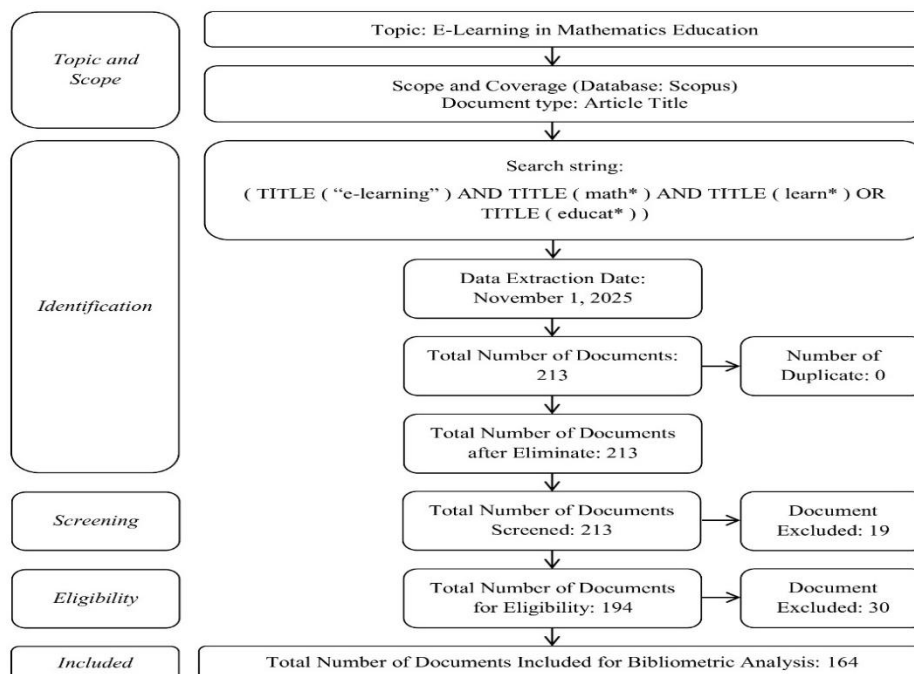 Topic and
Scope
Topic: E-Learning in Mathematics Education
Scope and Coverage (Database: Scopus)
Document type: Article Title
Identification
Search string:
( TITLE ( “e-learning” ) AND TITLE ( math* ) AND TITLE ( learn* ) OR
TITLE ( educat* ) )
Data Extraction Date:
November 1, 2025
Total Number of Documents:
213
Number of
Duplicate: 0
Total Number of Documents
after Eliminate: 213
Screening
Total Number of Documents
Screened: 213
Document
Excluded: 19
Eligibility
Total Number of Documents
for Eligibility: 194
Document
Excluded: 30
Included
Total Number of Documents Included for Bibliometric Analysis: 164